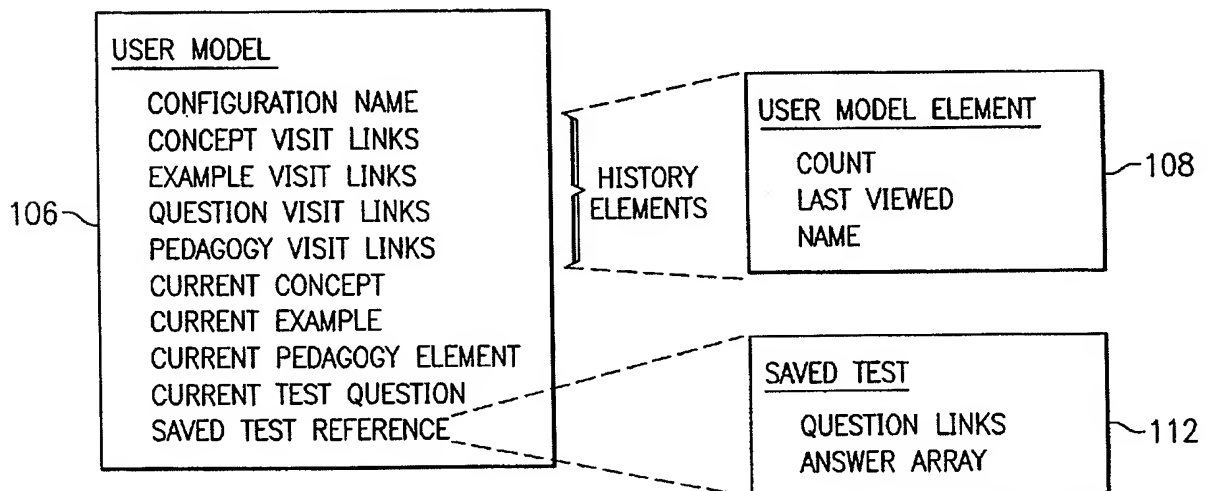 USER MODEL
CONFIGURATION NAME
CONCEPT VISIT LINKS
EXAMPLE VISIT LINKS
QUESTION VISIT LINKS
PEDAGOGY VISIT LINKS
CURRENT CONCEPT
CURRENT EXAMPLE
CURRENT PEDAGOGY ELEMENT
CURRENT TEST QUESTION
SAVED TEST REFERENCE
106
HISTORY
ELEMENTS
USER MODEL ELEMENT
COUNT
LAST VIEWED
NAME
108
SAVED TEST
QUESTION LINKS
ANSWER ARRAY
112